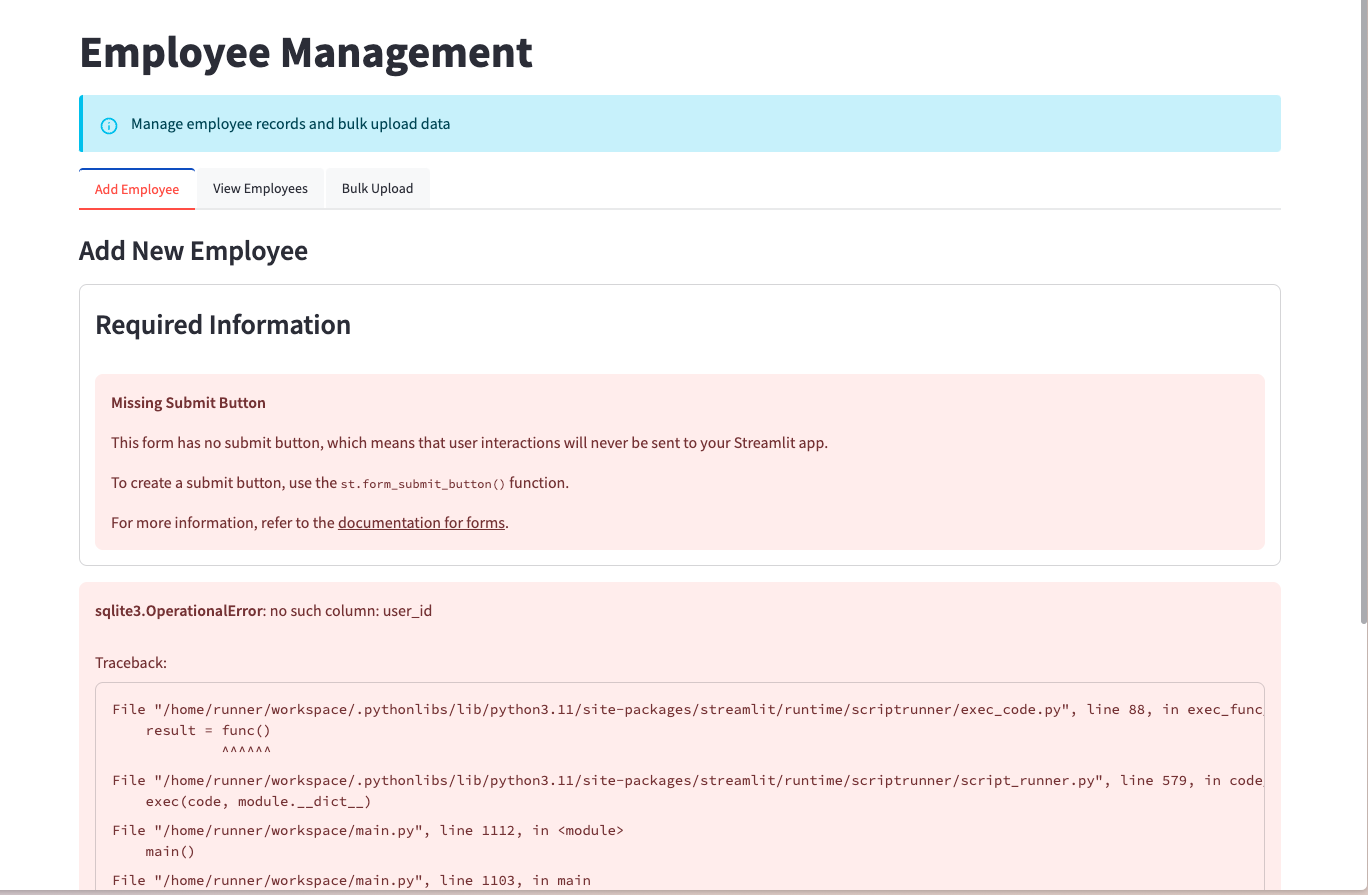 Employee Management
Manage employee records and bulk upload data
Add Employee View Employees Bulk Upload
Add New Employee
Required Information
Missing Submit Button
This form has no submit button, which means that user interactions will never be sent to your Streamlit app.
To create a submit button, use the st.form_submit_button() function.
For more information, refer to the documentation for forms.
sqlite3.OperationalError: no such column: user_id
Traceback:
File "/home/runner/workspace/.pythonlibs/lib/python3.11/site-packages/streamlit/runtime/scriptrunner/exec_code.py", line 88, in exec_func_
result = func()
^^^^^^
File "/home/runner/workspace/.pythonlibs/lib/python3.11/site-packages/streamlit/runtime/scriptrunner/script_runner.py", line 579, in code_
exec(code, module.__dict__)
File "/home/runner/workspace/main.py", line 1112, in <module>
main()
File "/home/runner/workspace/main.py", line 1103, in main